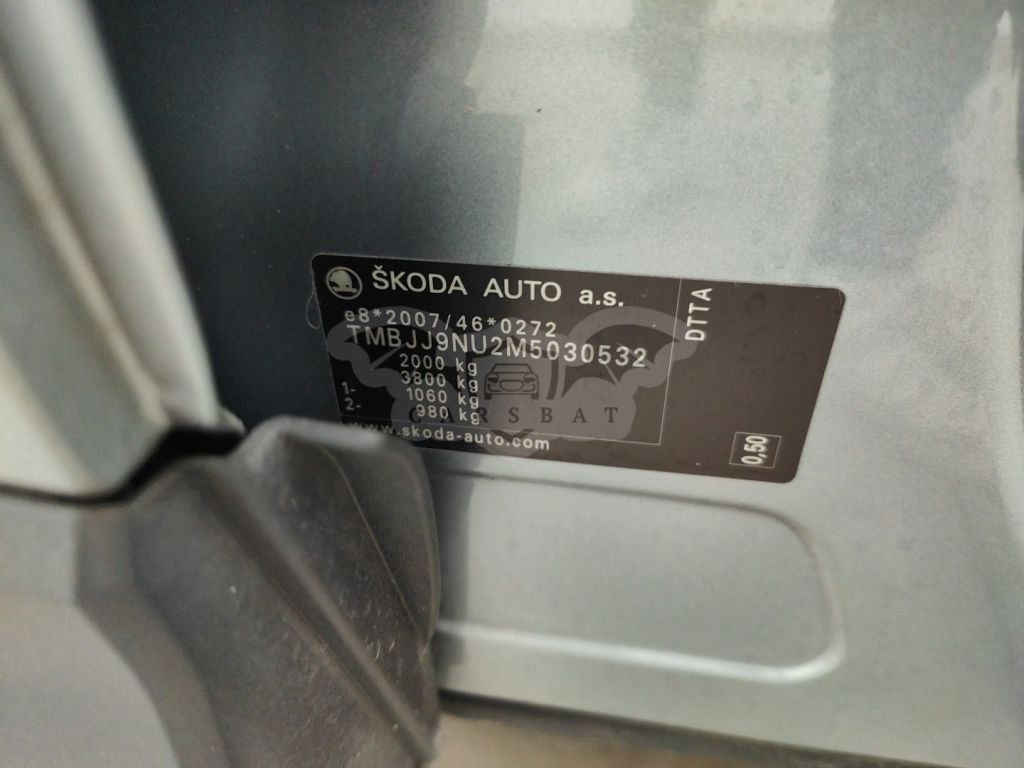 ŠKODA AUTO a.s.
e8*2007/46*0272
TMBJJ9NU2M5030532
2000 kg
3800 kg
1- 1060 kg
2- 980 kg
www.skoda-auto.com
DTTA
0,50
CARSBAT